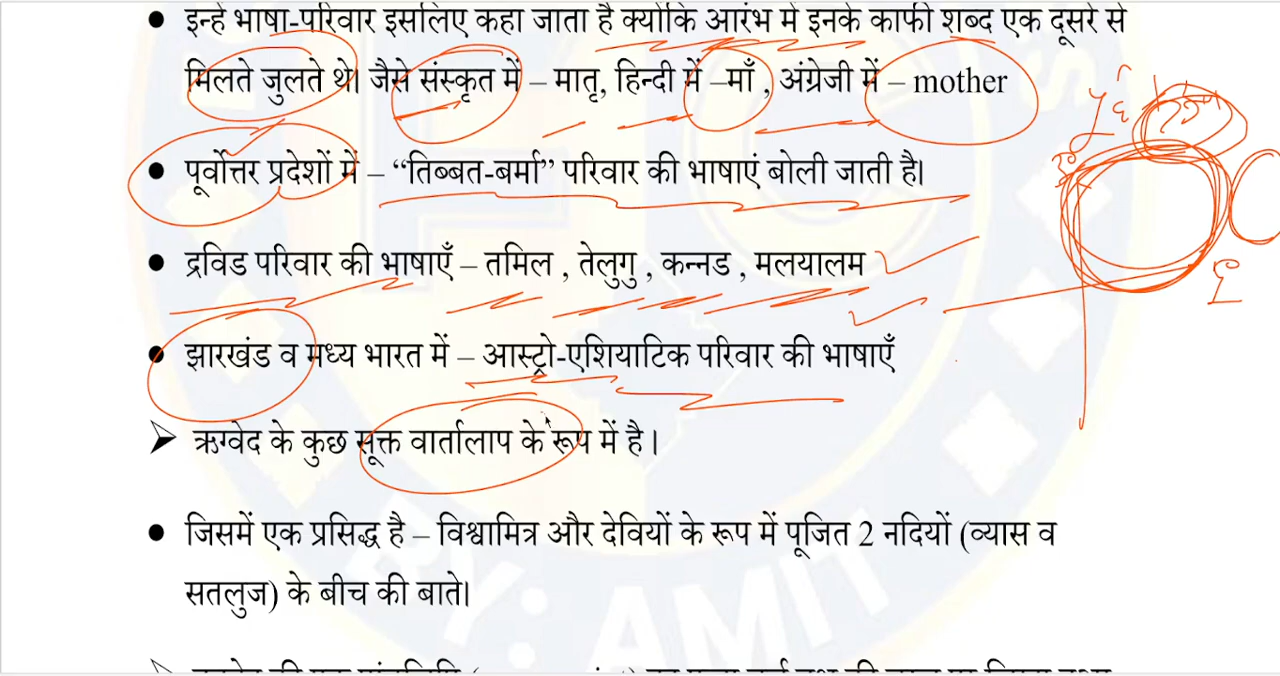 इन्हे भाषा-परिवार इसलिए कहा जाता है क्योंकि आरंभ में इनके काफी शब्द एक दूसरे से
मिलते जुलते थे। जैसे संस्कृत में – मातृ, हिन्दी में –माँ , अंग्रेजी में – mother
पूर्वोत्तर प्रदेशों में – “तिब्बत-बर्मा” परिवार की भाषाएं बोली जाती है।
द्रविड परिवार की भाषाएँ – तमिल , तेलुगु , कन्नड , मलयालम
झारखंड व मध्य भारत में – आस्ट्रो-एशियाटिक परिवार की भाषाएँ
ऋग्वेद के कुछ सूक्त वार्तालाप के रूप में है।
जिसमें एक प्रसिद्ध है – विश्वामित्र और देवियों के रूप में पूजित 2 नदियों (व्यास व
सतलुज) के बीच की बाते।
BY: AMIT